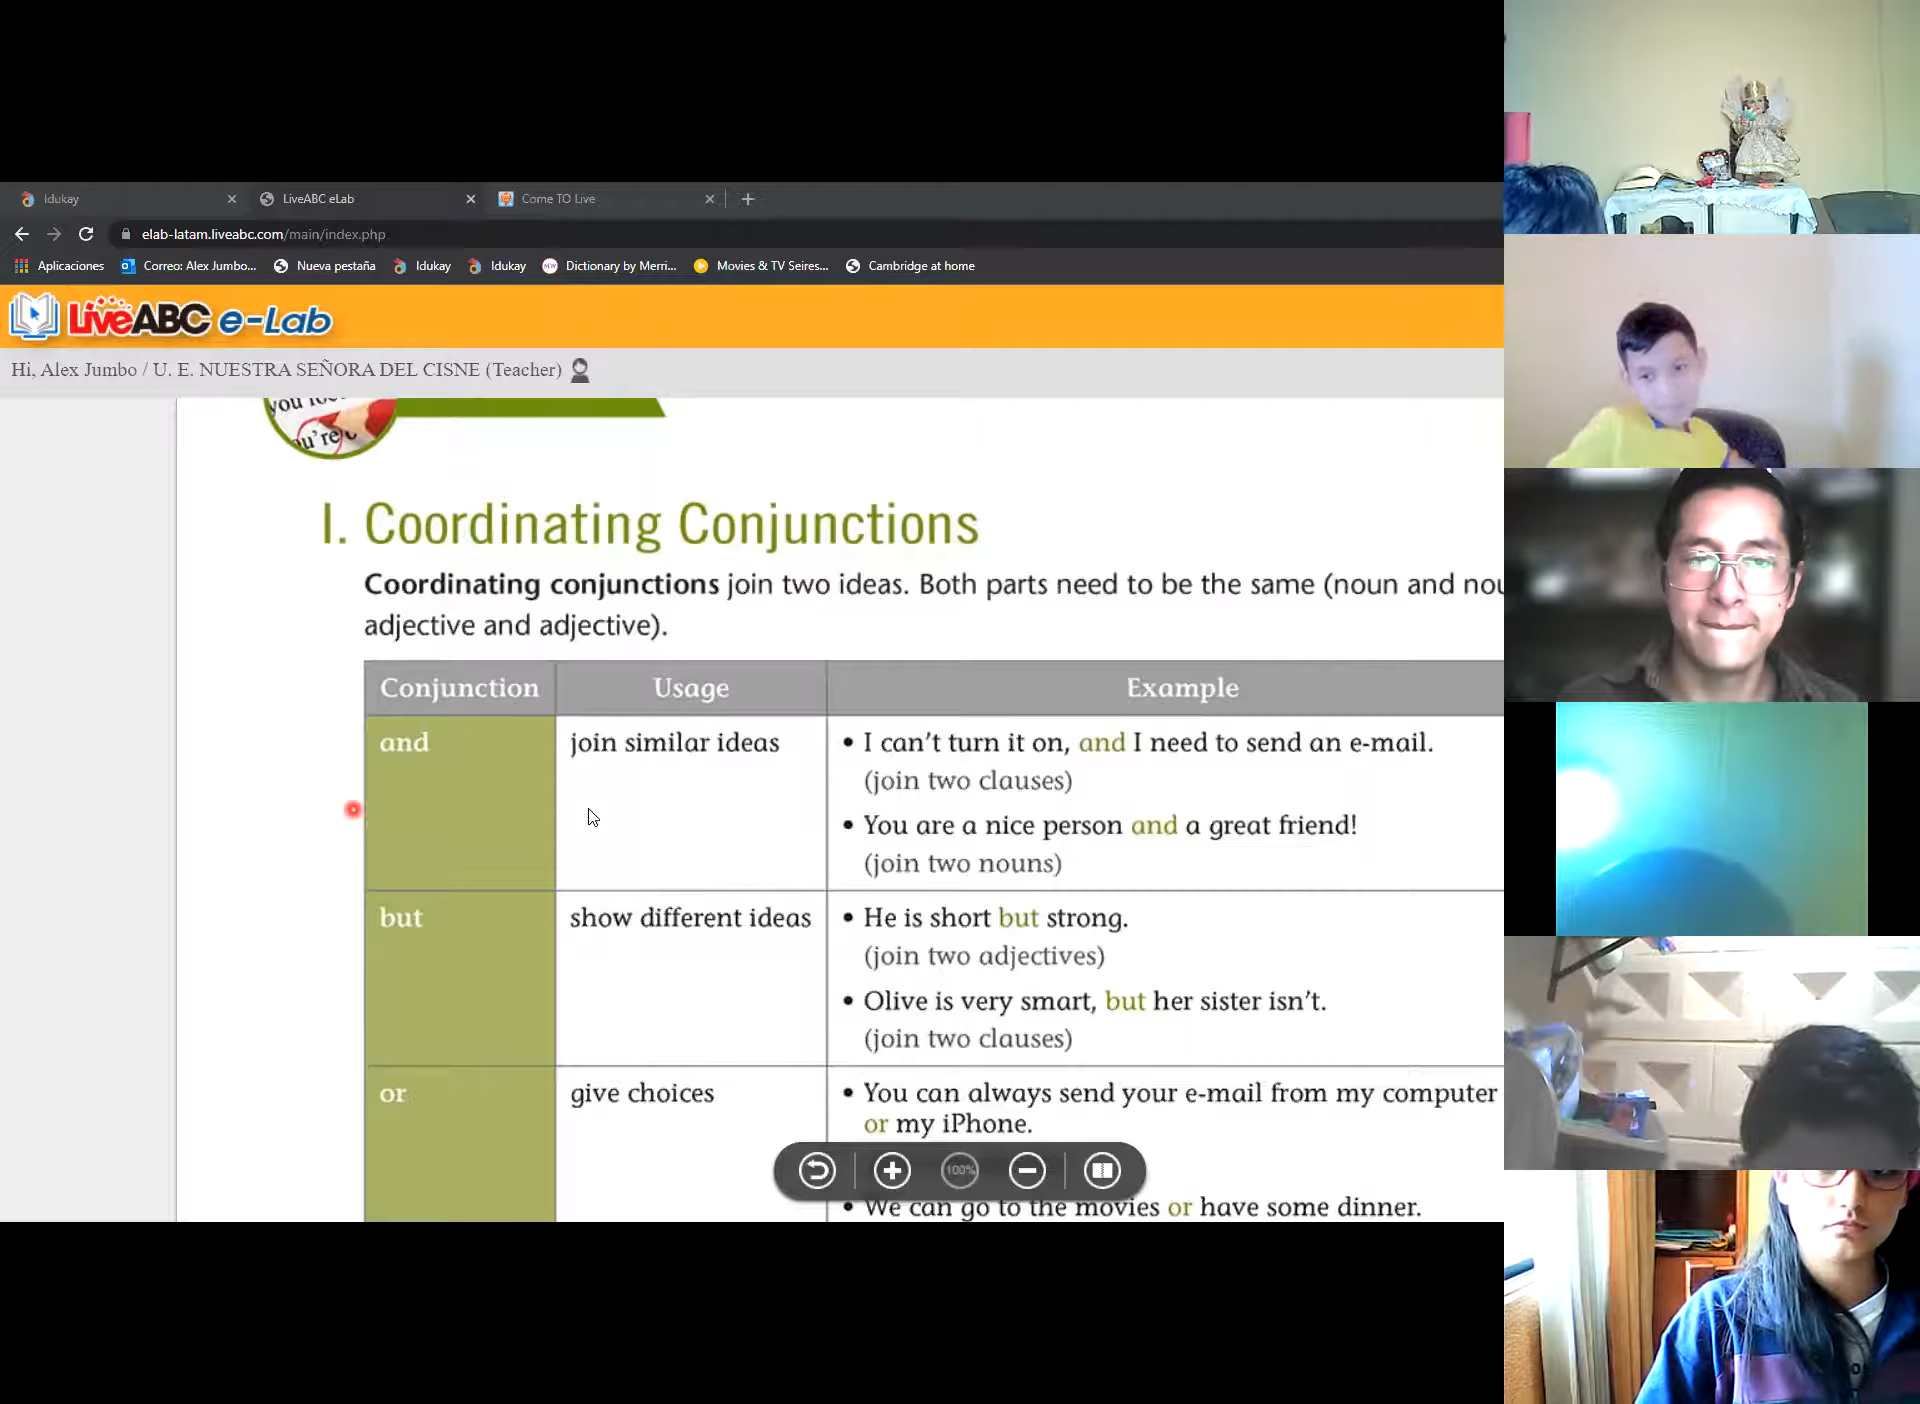 Idukay
LiveABC eLab
Come TO Live
elab-latam.liveabc.com/main/index.php
Aplicaciones
Correo: Alex Jumbo...
Nueva pestaña
Idukay
Idukay
Dictionary by Merri...
Movies & TV Seires...
Cambridge at home
LiveABC e-Lab
Hi, Alex Jumbo / U. E. NUESTRA SEÑORA DEL CISNE (Teacher)
you
u're
I. Coordinating Conjunctions
Coordinating conjunctions join two ideas. Both parts need to be the same (noun and nou
adjective and adjective).
Conjunction Usage Example
and join similar ideas • I can't turn it on, and I need to send an e-mail.
(join two clauses)
• You are a nice person and a great friend!
(join two nouns)
but show different ideas • He is short but strong.
(join two adjectives)
• Olive is very smart, but her sister isn't.
(join two clauses)
or give choices • You can always send your e-mail from my computer
or my iPhone.
100%
• We can go to the movies or have some dinner.